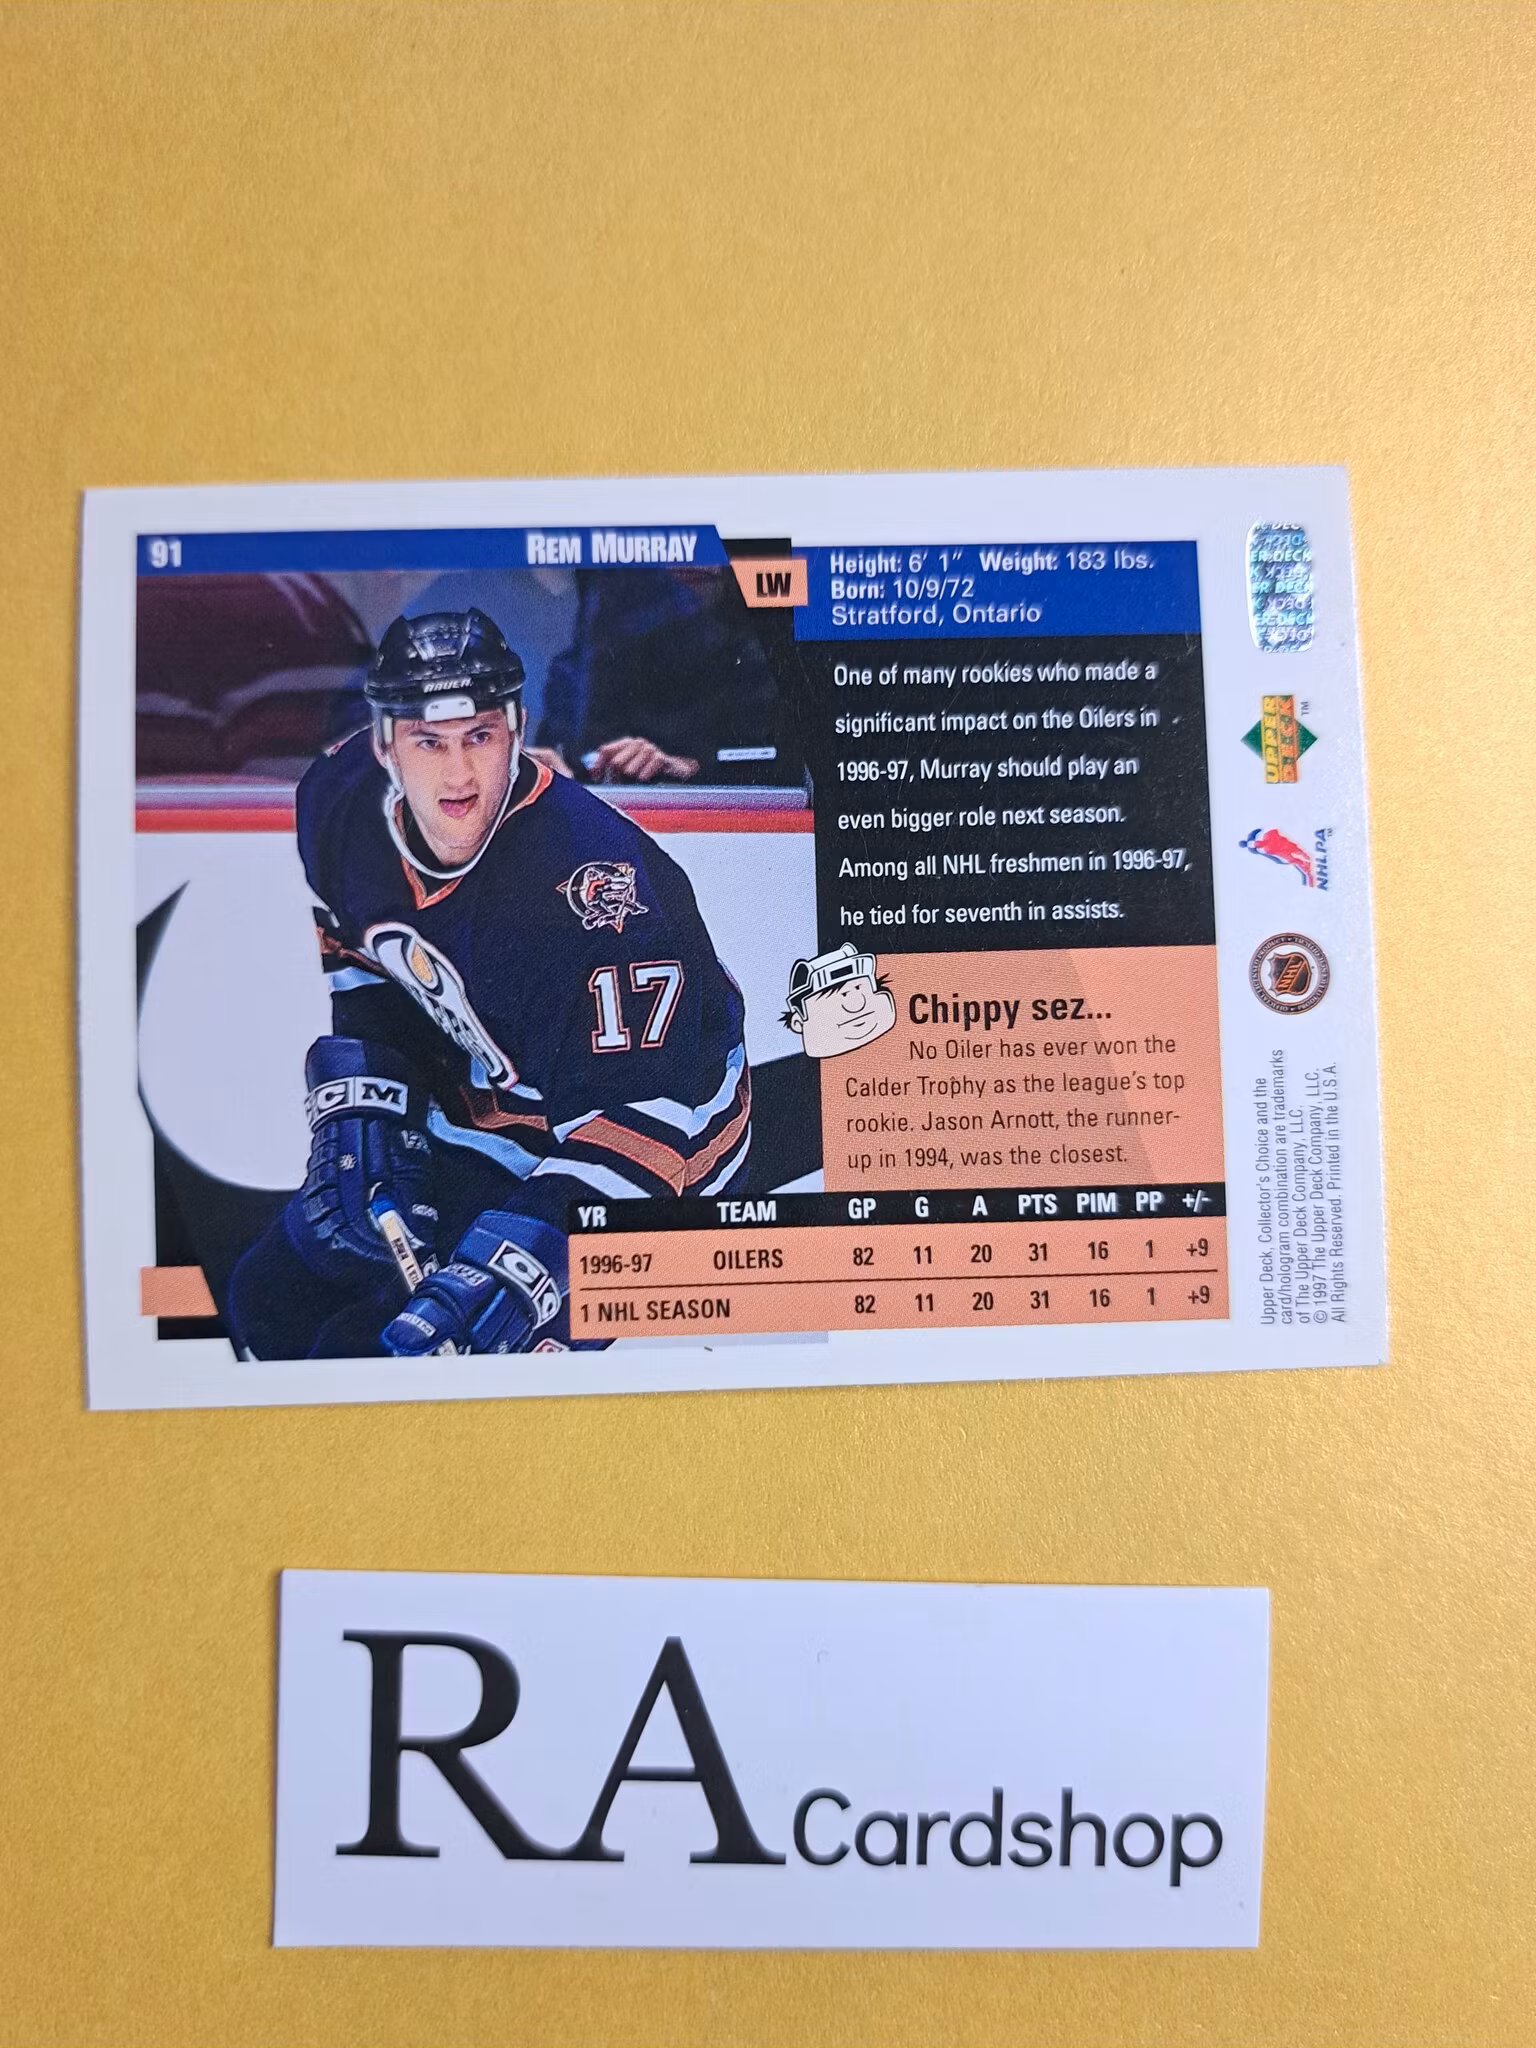 91
REM MURRAY
LW
Height: 6' 1" Weight: 183 lbs.
Born: 10/9/72
Stratford, Ontario
One of many rookies who made a
significant impact on the Oilers in
1996-97, Murray should play an
even bigger role next season.
Among all NHL freshmen in 1996-97,
he tied for seventh in assists.
BAUER
17
CCM
Chippy sez...
No Oiler has ever won the
Calder Trophy as the league's top
rookie. Jason Arnott, the runner-
up in 1994, was the closest.
YR TEAM GP G A PTS PIM PP +/-
1996-97 OILERS 82 11 20 31 16 1 +9
1 NHL SEASON 82 11 20 31 16 1 +9
UPPER DECK
UPPER
DECK™
NHLPA™
NHL
Upper Deck, Collector's Choice and the
card/hologram combination are trademarks
of The Upper Deck Company, LLC.
© 1997 The Upper Deck Company, LLC.
All Rights Reserved. Printed in the U.S.A.
RA Cardshop